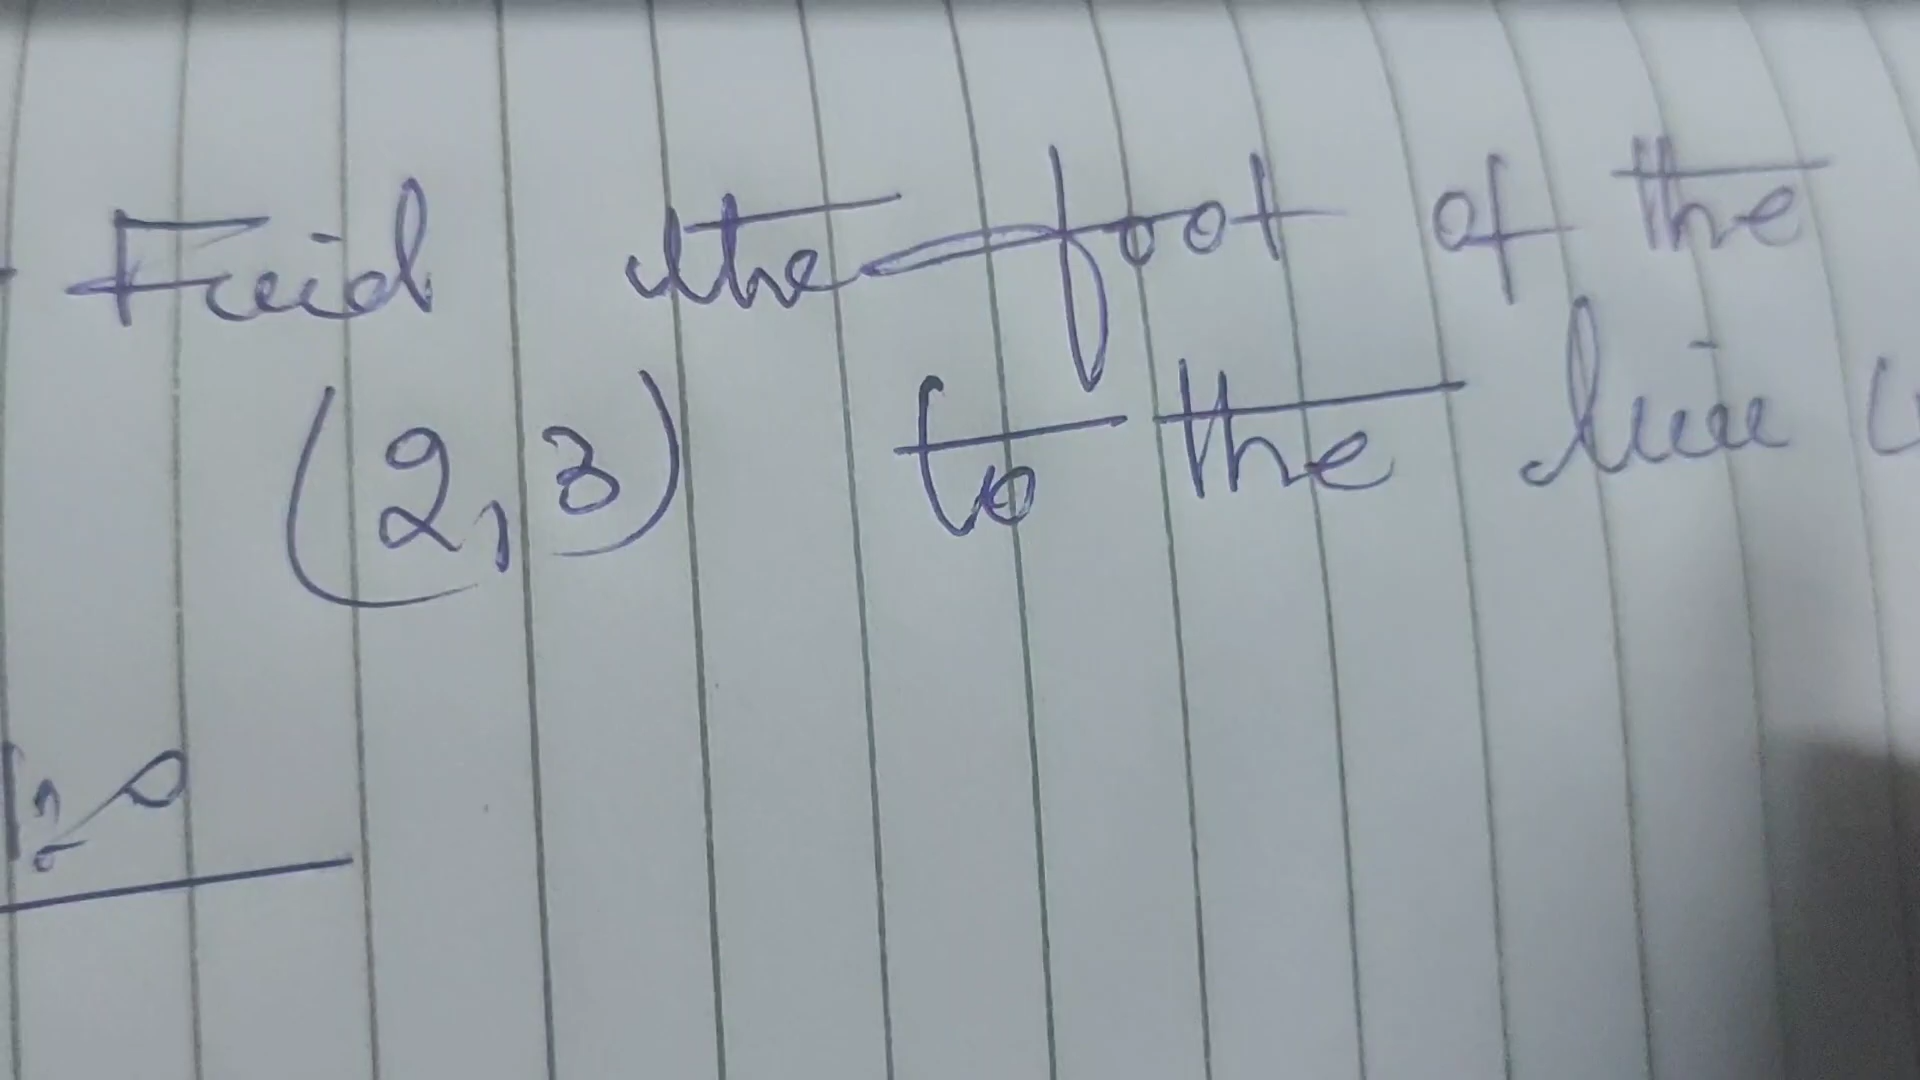 Find the foot of the
(2,3) to the line